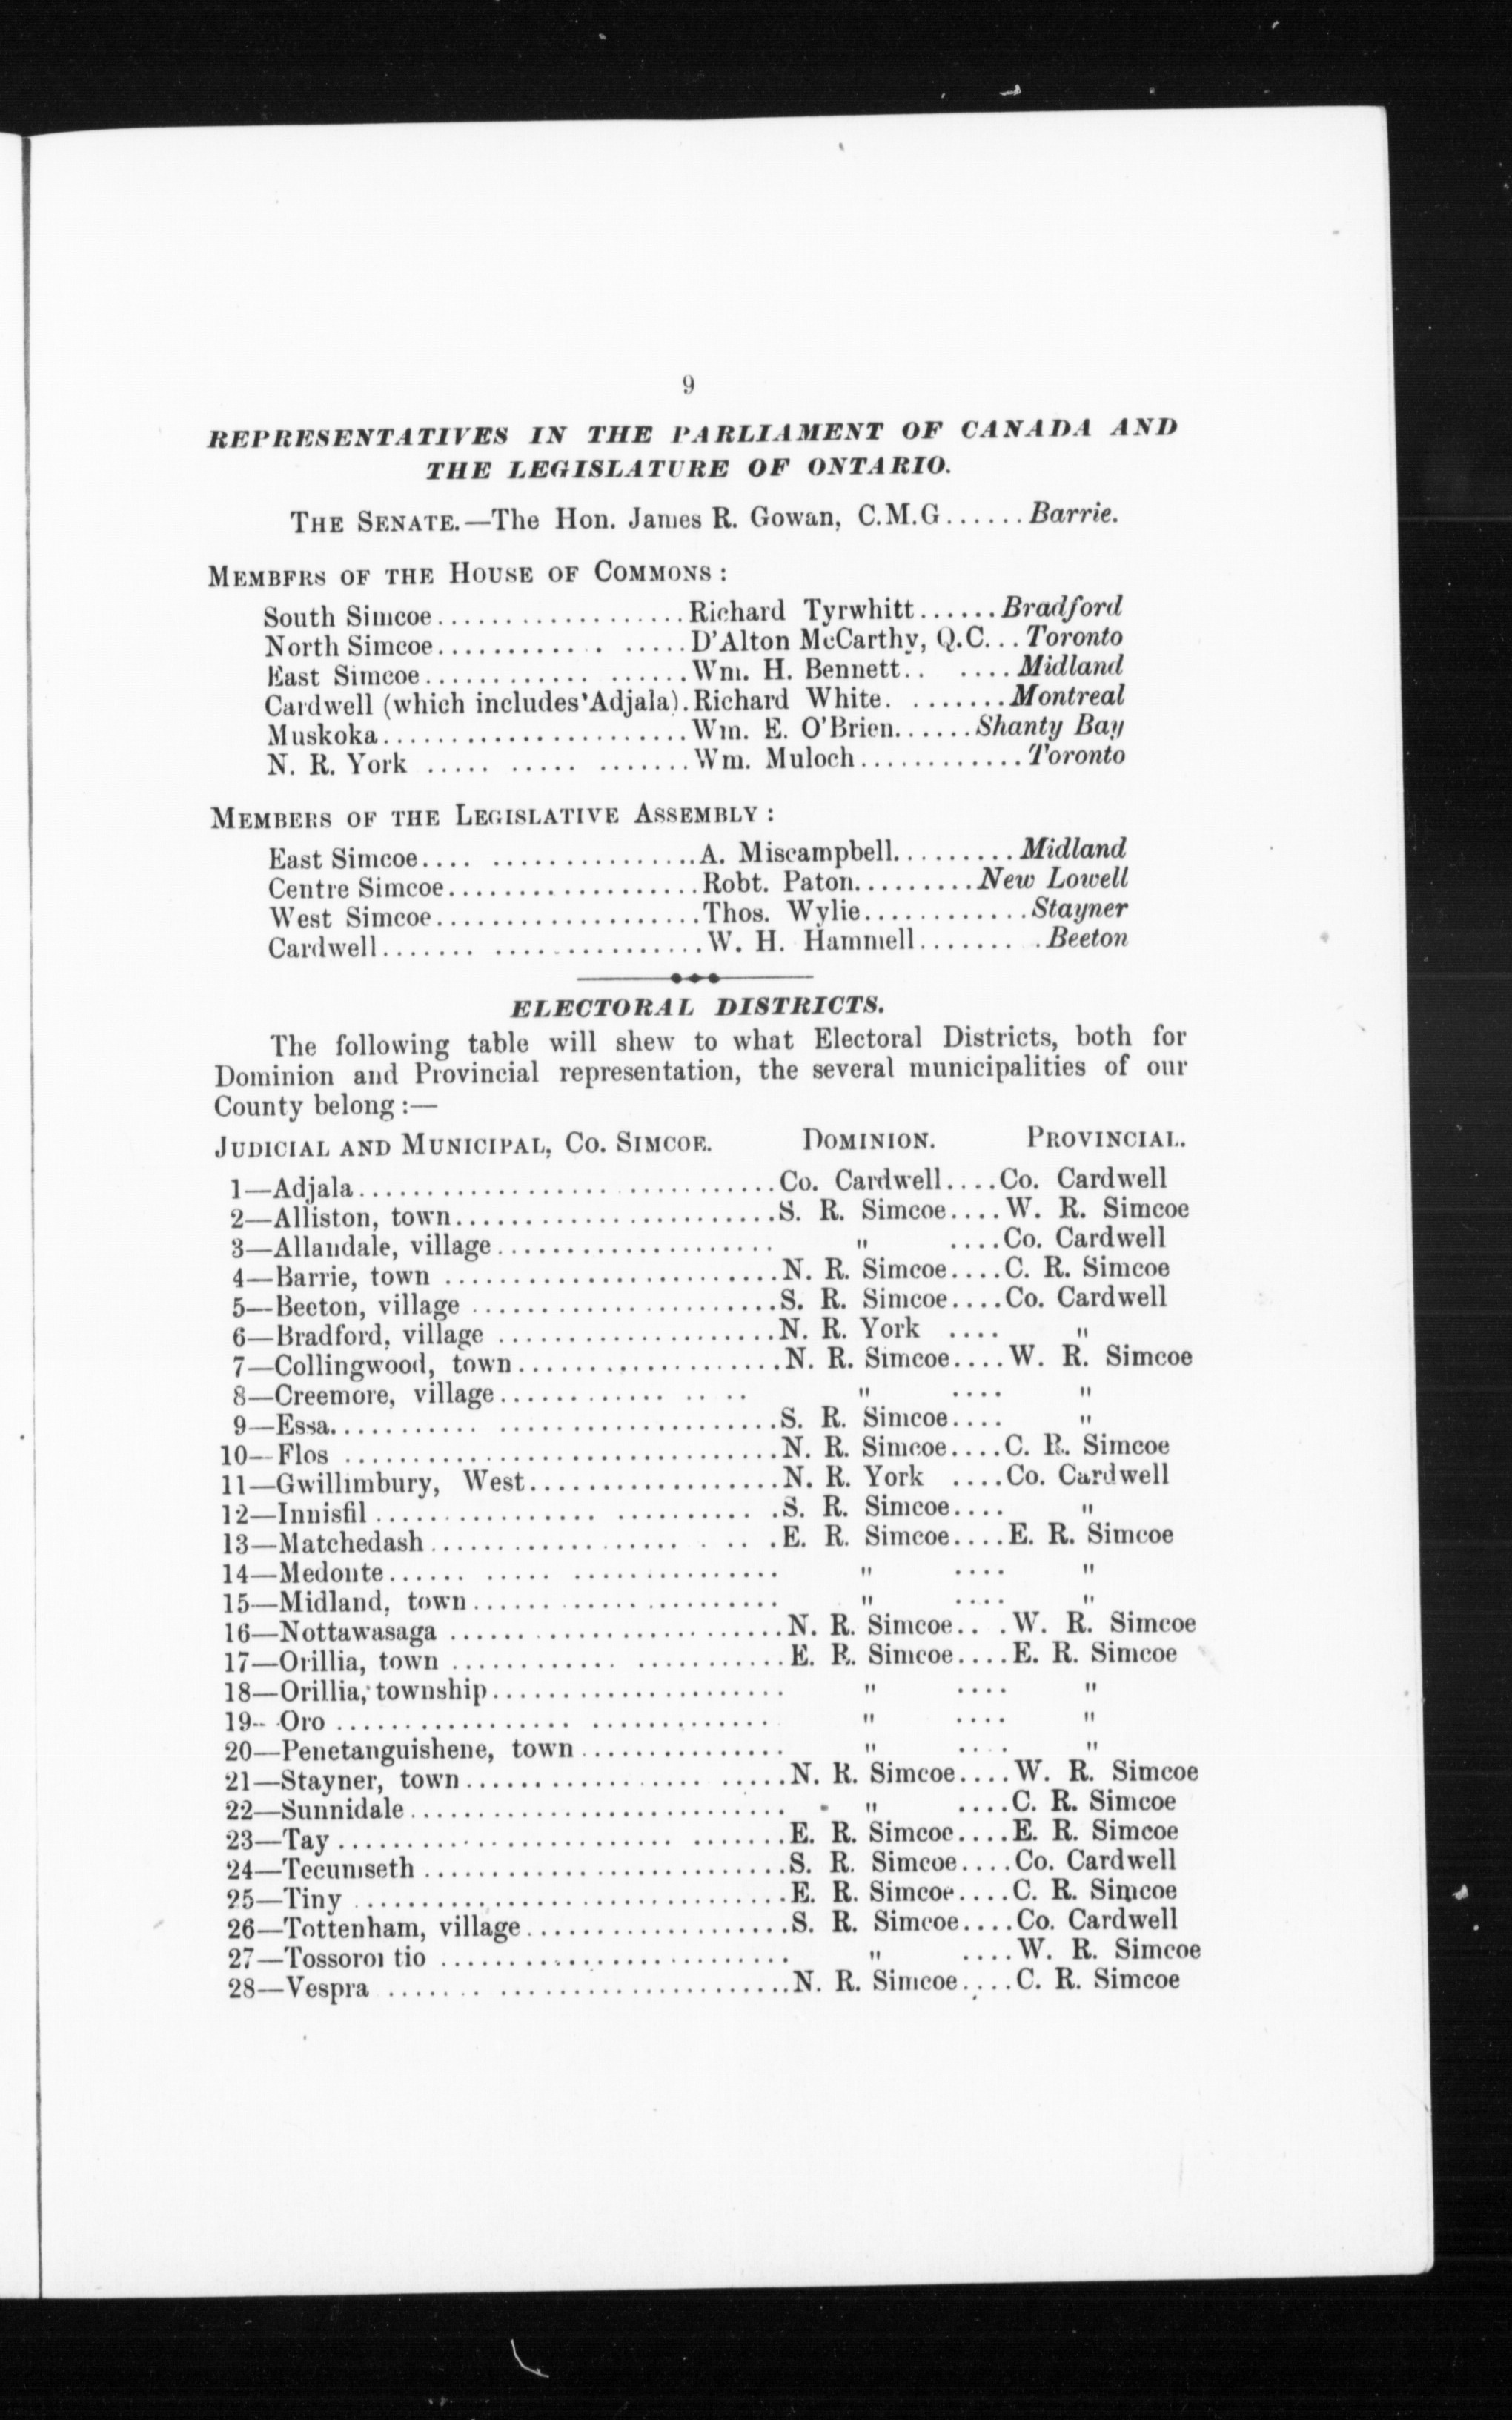 9
REPRESENTATIVES IN THE PARLIAMENT OF CANADA AND
THE LEGISLATURE OF ONTARIO.
THE SENATE.—The Hon. James R. Gowan, C.M.G......Barrie.
MEMBFRS OF THE HOUSE OF COMMONS :
South Simcoe...................Richard Tyrwhitt......Bradford
North Simcoe........... . .....D'Alton McCarthy, Q.C...Toronto
East Simcoe............ ......Wm. H. Bennett.. ....Midland
Cardwell (which includes'Adjala).Richard White. ........Montreal
Muskoka.......................Wm. E. O'Brien......Shanty Bay
N. R. York ..... ..... .......Wm. Muloch............Toronto
MEMBERS OF THE LEGISLATIVE ASSEMBLY :
East Simcoe.... ................A. Miscampbell.........Midland
Centre Simcoe...................Robt. Paton.........New Lowell
West Simcoe....................Thos. Wylie............Stayner
Cardwell....... ................W. H. Hammell....... .Beeton
ELECTORAL DISTRICTS.
The following table will shew to what Electoral Districts, both for
Dominion and Provincial representation, the several municipalities of our
County belong :—
JUDICIAL AND MUNICIPAL, CO. SIMCOE. DOMINION. PROVINCIAL.
1—Adjala...............................Co. Cardwell....Co. Cardwell
2—Alliston, town........................S. R. Simcoe....W. R. Simcoe
3—Allandale, village..................... " ....Co. Cardwell
4—Barrie, town .........................N. R. Simcoe....C. R. Simcoe
5—Beeton, village .......................S. R. Simcoe....Co. Cardwell
6—Bradford, village .....................N. R. York .... "
7—Collingwood, town....................N. R. Simcoe....W. R. Simcoe
8—Creemore, village............. .. .. " .... "
9—Essa........... .....................S. R. Simcoe.... "
10—Flos ................................N. R. Simcoe....C. R. Simcoe
11—Gwillimbury, West...................N. R. York ....Co. Cardwell
12—Innisfil ................ .......... .S. R. Simcoe.... "
13—Matchedash................... . .. .E. R. Simcoe....E. R. Simcoe
14—Medonte...... ..... ............... " .... "
15—Midland, town....................... " .... "
16—Nottawasaga .........................N. R. Simcoe.. .W. R. Simcoe
17—Orillia, town ............ ...........E. R. Simcoe....E. R. Simcoe
18—Orillia, township...................... " .... "
19-- Oro .................. ............. " .... "
20—Penetanguishene, town............... " .... "
21—Stayner, town.................. .....N. R. Simcoe....W. R. Simcoe
22—Sunnidale............................ " ....C. R. Simcoe
23—Tay ......................... .......E. R. Simcoe....E. R. Simcoe
24—Tecumseth ...........................S. R. Simcoe....Co. Cardwell
25—Tiny ................................E. R. Simcoe....C. R. Simcoe
26—Tottenham, village....................S. R. Simcoe....Co. Cardwell
27—Tossorontio .......................... " ....W. R. Simcoe
28—Vespra ....... ......................N. R. Simcoe....C. R. Simcoe